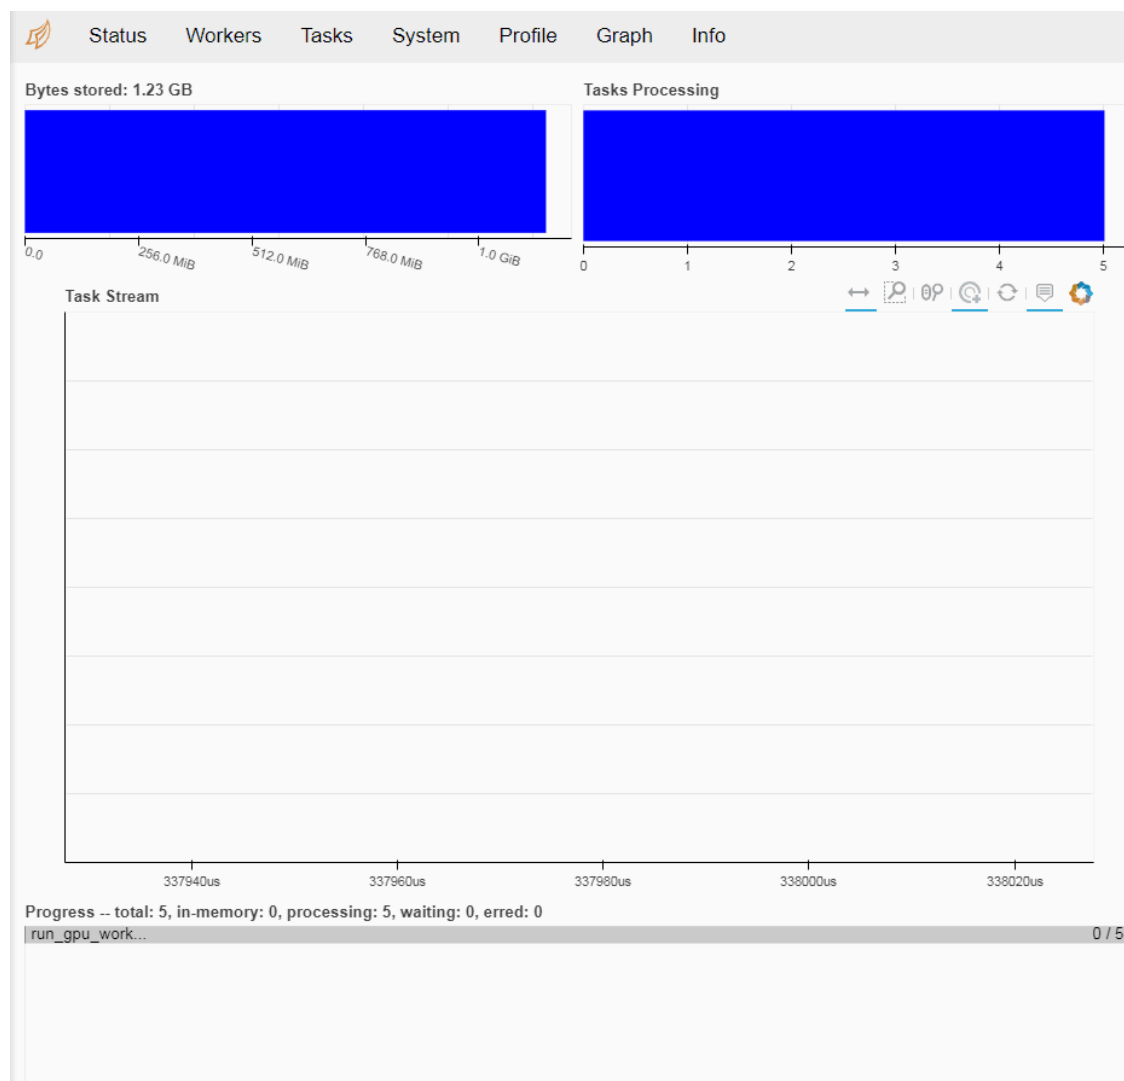 Status Workers Tasks System Profile Graph Info
Bytes stored: 1.23 GB
0.0 256.0 MiB 512.0 MiB 768.0 MiB 1.0 GiB
Tasks Processing
0 1 2 3 4 5
Task Stream
337940us 337960us 337980us 338000us 338020us
Progress -- total: 5, in-memory: 0, processing: 5, waiting: 0, erred: 0
run_gpu_work... 0 / 5